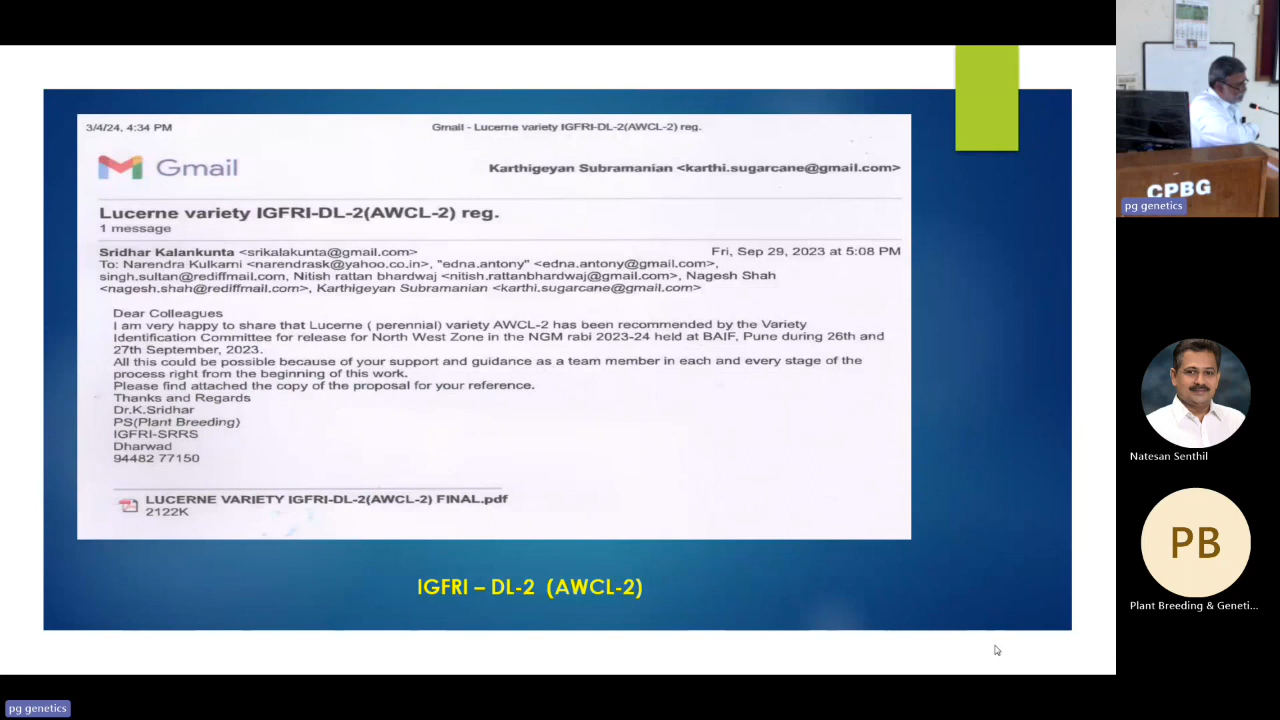 3/4/24, 4:34 PM
Gmail - Lucerne variety IGFRI-DL-2(AWCL-2) reg.
Gmail
Karthigeyan Subramanian <karthi.sugarcane@gmail.com>
Lucerne variety IGFRI-DL-2(AWCL-2) reg.
1 message
Sridhar Kalankunta <srikalakunta@gmail.com>
Fri, Sep 29, 2023 at 5:08 PM
To: Narendra Kulkarni <narendrask@yahoo.co.in>, "edna.antony" <edna.antony@gmail.com>,
singh.sultan@rediffmail.com, Nitish rattan bhardwaj <nitish.rattanbhardwaj@gmail.com>, Nagesh Shah
<nagesh.shah@rediffmail.com>, Karthigeyan Subramanian <karthi.sugarcane@gmail.com>
Dear Colleagues
I am very happy to share that Lucerne ( perennial) variety AWCL-2 has been recommended by the Variety
Identification Committee for release for North West Zone in the NGM rabi 2023-24 held at BAIF, Pune during 26th and
27th September, 2023.
All this could be possible because of your support and guidance as a team member in each and every stage of the
process right from the beginning of this work.
Please find attached the copy of the proposal for your reference.
Thanks and Regards
Dr.K.Sridhar
PS(Plant Breeding)
IGFRI-SRRS
Dharwad
94482 77150
LUCERNE VARIETY IGFRI-DL-2(AWCL-2) FINAL.pdf
2122K
IGFRI – DL-2 (AWCL-2)
CPBG
pg genetics
Natesan Senthil
PB
Plant Breeding & Geneti...
pg genetics